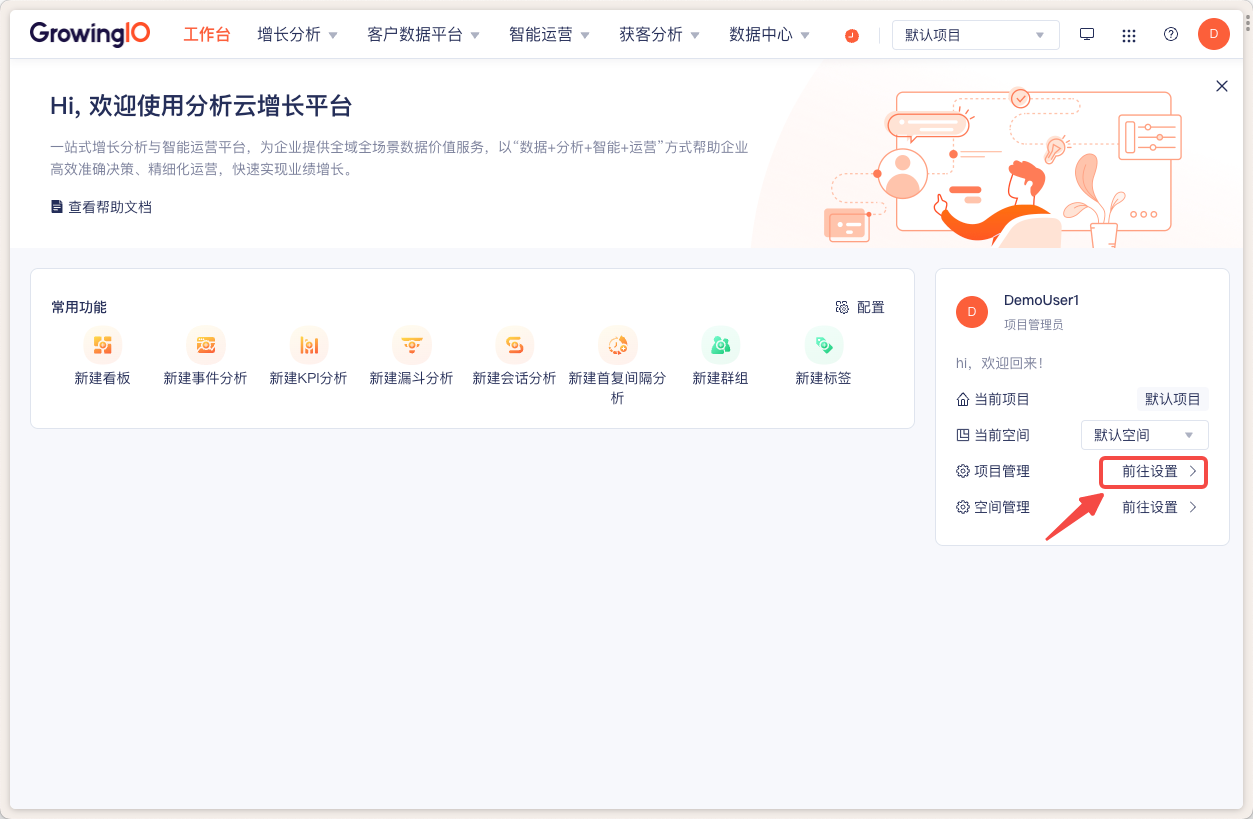 GrowingIO 工作台 增长分析 客户数据平台 智能运营 获客分析 数据中心 默认项目 D
Hi, 欢迎使用分析云增长平台
一站式增长分析与智能运营平台，为企业提供全域全场景数据价值服务，以“数据+分析+智能+运营”方式帮助企业
高效准确决策、精细化运营，快速实现业绩增长。
查看帮助文档
常用功能 配置
新建看板 新建事件分析 新建KPI分析 新建漏斗分析 新建会话分析 新建首复间隔分
析 新建群组 新建标签
D DemoUser1
项目管理员
hi，欢迎回来！
当前项目 默认项目
当前空间 默认空间
项目管理 前往设置
空间管理 前往设置